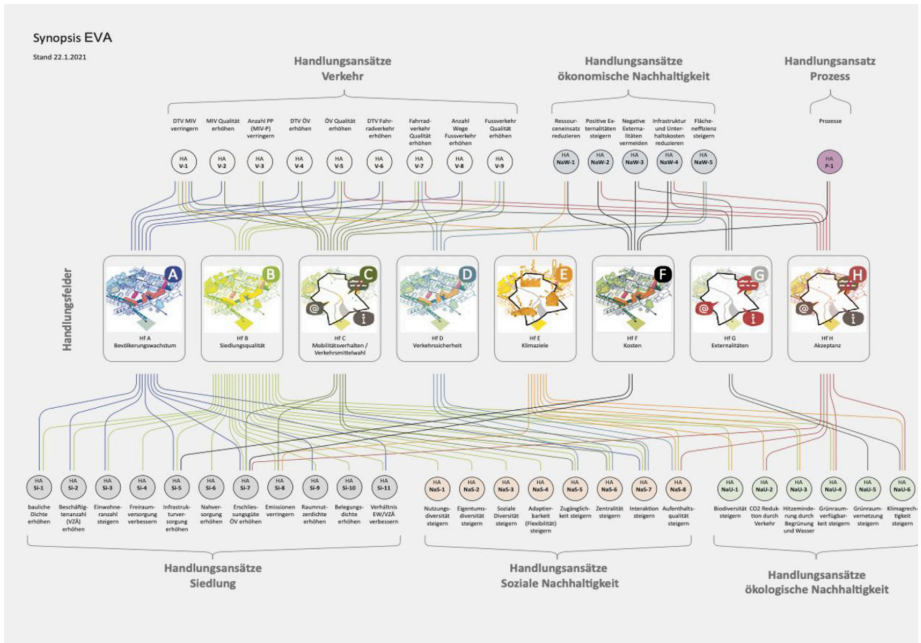 Synopsis EVA
Stand 22.1.2021
Handlungsansätze
Verkehr
Handlungsansätze
ökonomische Nachhaltigkeit
Handlungsansatz
Prozess
DTV MIV
verringern
MIV Qualität
erhöhen
Anzahl PP
(MIV-P)
verringern
DTV ÖV
erhöhen
ÖV Qualität
erhöhen
DTV Fahr-
radverkehr
erhöhen
Fahrrad-
verkehr
Qualität
erhöhen
Anzahl
Wege
Fussverkehr
erhöhen
Fussverkehr
Qualität
erhöhen
Ressour-
ceneinsatz
reduzieren
Positive Ex-
ternalitäten
steigern
Negative
Externa-
litäten
vermeiden
Infrastruktur
und Unter-
haltskosten
reduzieren
Fläche-
neffizienz
steigern
Prozesse
HA
V-1
HA
V-2
HA
V-3
HA
V-4
HA
V-5
HA
V-6
HA
V-7
HA
V-8
HA
V-9
HA
NaW-1
HA
NaW-2
HA
NaW-3
HA
NaW-4
HA
NaW-5
HA
P-1
Handlungsfelder
A
Hf A
Bevölkerungswachstum
B
Hf B
Siedlungsqualität
C
@
i
Hf C
Mobilitätsverhalten /
Verkehrsmittelwahl
D
Hf D
Verkehrssicherheit
E
Hf E
Klimaziele
F
Hf F
Kosten
G
@
i
Hf G
Externalitäten
H
@
i
Hf H
Akzeptanz
HA
Si-1
HA
Si-2
HA
Si-3
HA
Si-4
HA
Si-5
HA
Si-6
HA
Si-7
HA
Si-8
HA
Si-9
HA
Si-10
HA
Si-11
HA
NaS-1
HA
NaS-2
HA
NaS-3
HA
NaS-4
HA
NaS-5
HA
NaS-6
HA
NaS-7
HA
NaS-8
HA
NaU-1
HA
NaU-2
HA
NaU-3
HA
NaU-4
HA
NaU-5
HA
NaU-6
bauliche
Dichte
erhöhen
Beschäftig-
tenanzahl
(VZÄ)
erhöhen
Einwohne-
ranzahl
steigern
Freiraum-
versorgung
verbessern
Infrastruk-
turver-
sorgung
erhöhen
Nahver-
sorgung
erhöhen
Erschlies-
sungsgüte
ÖV erhöhen
Emissionen
verringern
Raumnut-
zerdichte
erhöhen
Belegungs-
dichte
erhöhen
Verhältnis
EW/VZÄ
verbessern
Nutzungs-
diversität
steigern
Eigentums-
diversität
steigern
Soziale
Diversität
steigern
Adaptier-
barkeit
(Flexibilität)
steigern
Zugänglich-
keit steigern
Zentralität
steigern
Interaktion
steigern
Aufenthalts-
qualität
steigern
Biodiversität
steigern
CO2 Reduk-
tion durch
Verkehr
Hitzeminde-
rung durch
Begrünung
und Wasser
Grünraum-
verfügbar-
keit steigern
Grünraum-
vernetzung
steigern
Klimagrech-
tigkeit
steigern
Handlungsansätze
Siedlung
Handlungsansätze
Soziale Nachhaltigkeit
Handlungsansätze
ökologische Nachhaltigkeit